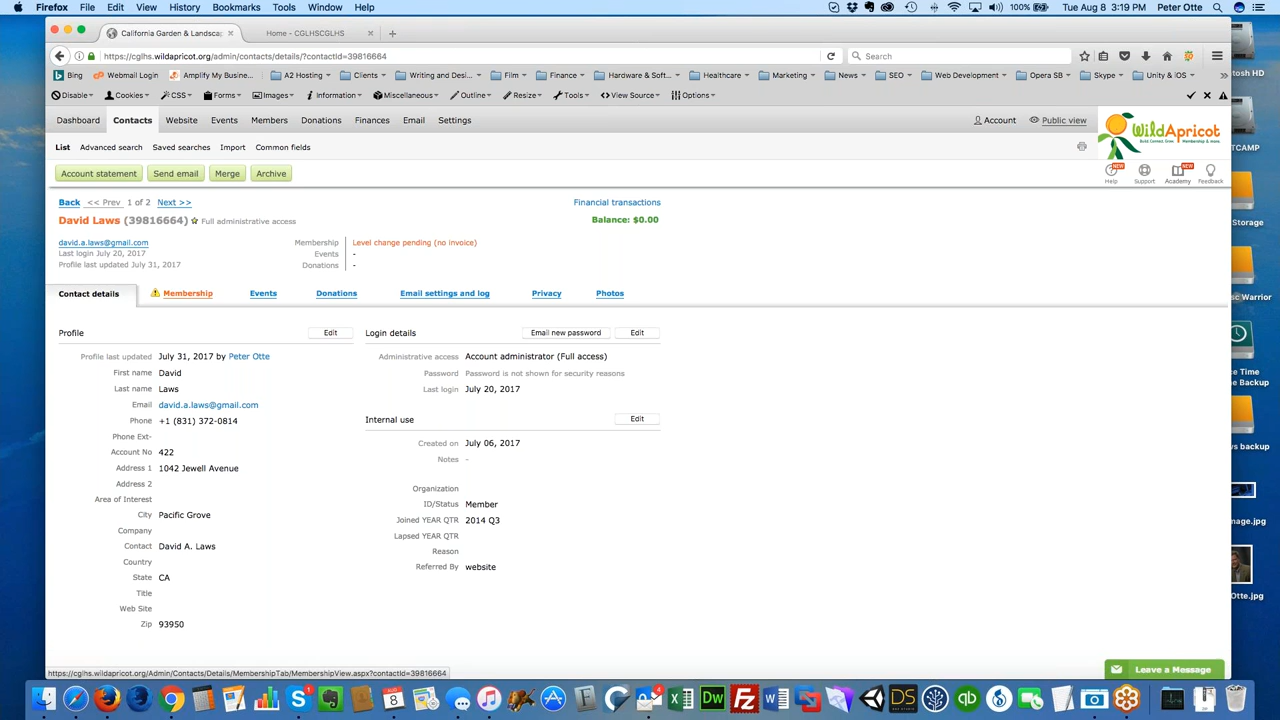 Firefox File Edit View History Bookmarks Tools Window Help 100% Tue Aug 8 3:19 PM Peter Otte
California Garden & Landsca Home - CGLHSCGLHS
https://cglhs.wildapricot.org/admin/contacts/details/?contactId=39816664 Search
Bing Webmail Login Amplify My Busine... A2 Hosting Clients Writing and Desi... Film Finance Hardware & Soft... Healthcare Marketing News SEO Web Development Opera SB Skype Unity & iOS
Disable Cookies CSS Forms Images Information Miscellaneous Outline Resize Tools View Source Options
Dashboard Contacts Website Events Members Donations Finances Email Settings Account Public view
WildApricot
List Advanced search Saved searches Import Common fields
Account statement Send email Merge Archive
NEW NEW
Help Support Academy Feedback
Back << Prev 1 of 2 Next >> Financial transactions
David Laws (39816664) Full administrative access Balance: $0.00
david.a.laws@gmail.com Membership Level change pending (no invoice)
Last login July 20, 2017 Events -
Profile last updated July 31, 2017 Donations -
Contact details Membership Events Donations Email settings and log Privacy Photos
Profile Edit Login details Email new password Edit
Profile last updated July 31, 2017 by Peter Otte Administrative access Account administrator (Full access)
First name David Password Password is not shown for security reasons
Last name Laws Last login July 20, 2017
Email david.a.laws@gmail.com
Phone +1 (831) 372-0814 Internal use Edit
Phone Ext- Created on July 06, 2017
Account No 422 Notes -
Address 1 1042 Jewell Avenue
Address 2 Organization
Area of Interest ID/Status Member
City Pacific Grove Joined YEAR QTR 2014 Q3
Company Lapsed YEAR QTR
Contact David A. Laws Reason
Country Referred By website
State CA
Title
Web Site
Zip 93950
https://cglhs.wildapricot.org/Admin/Contacts/Details/MembershipTab/MembershipView.aspx?contactId=39816664
Leave a Message